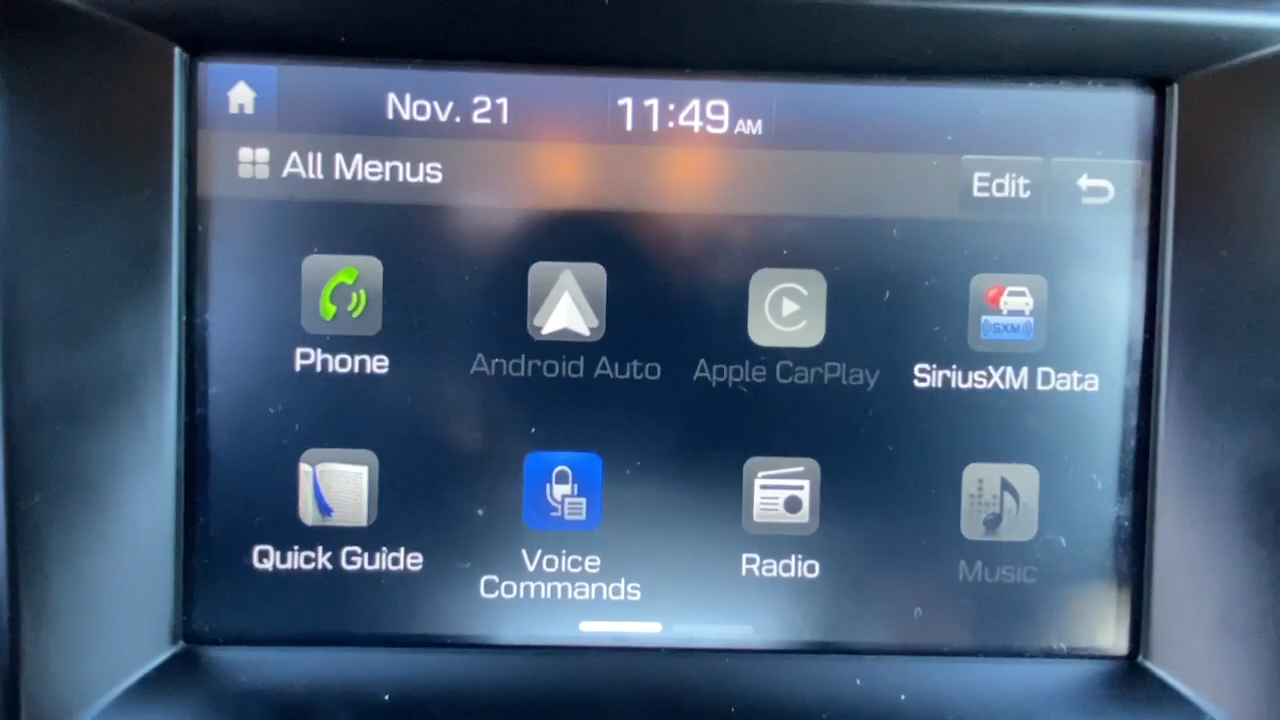 Nov. 21
11:49 AM
All Menus
Edit
Phone
Android Auto
Apple CarPlay
SiriusXM Data
SXM
Quick Guide
Voice
Commands
Radio
Music